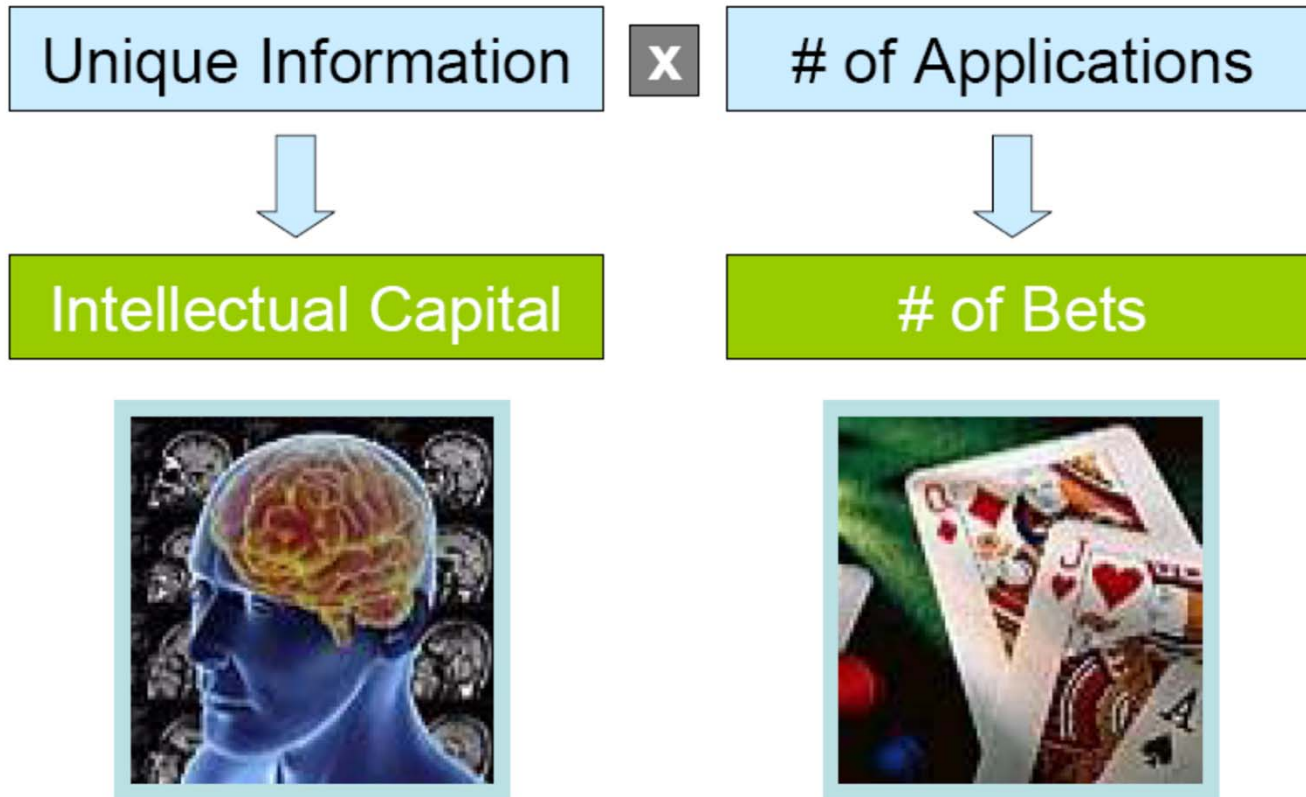 Unique Information x # of Applications
Intellectual Capital # of Bets
Q
J
A